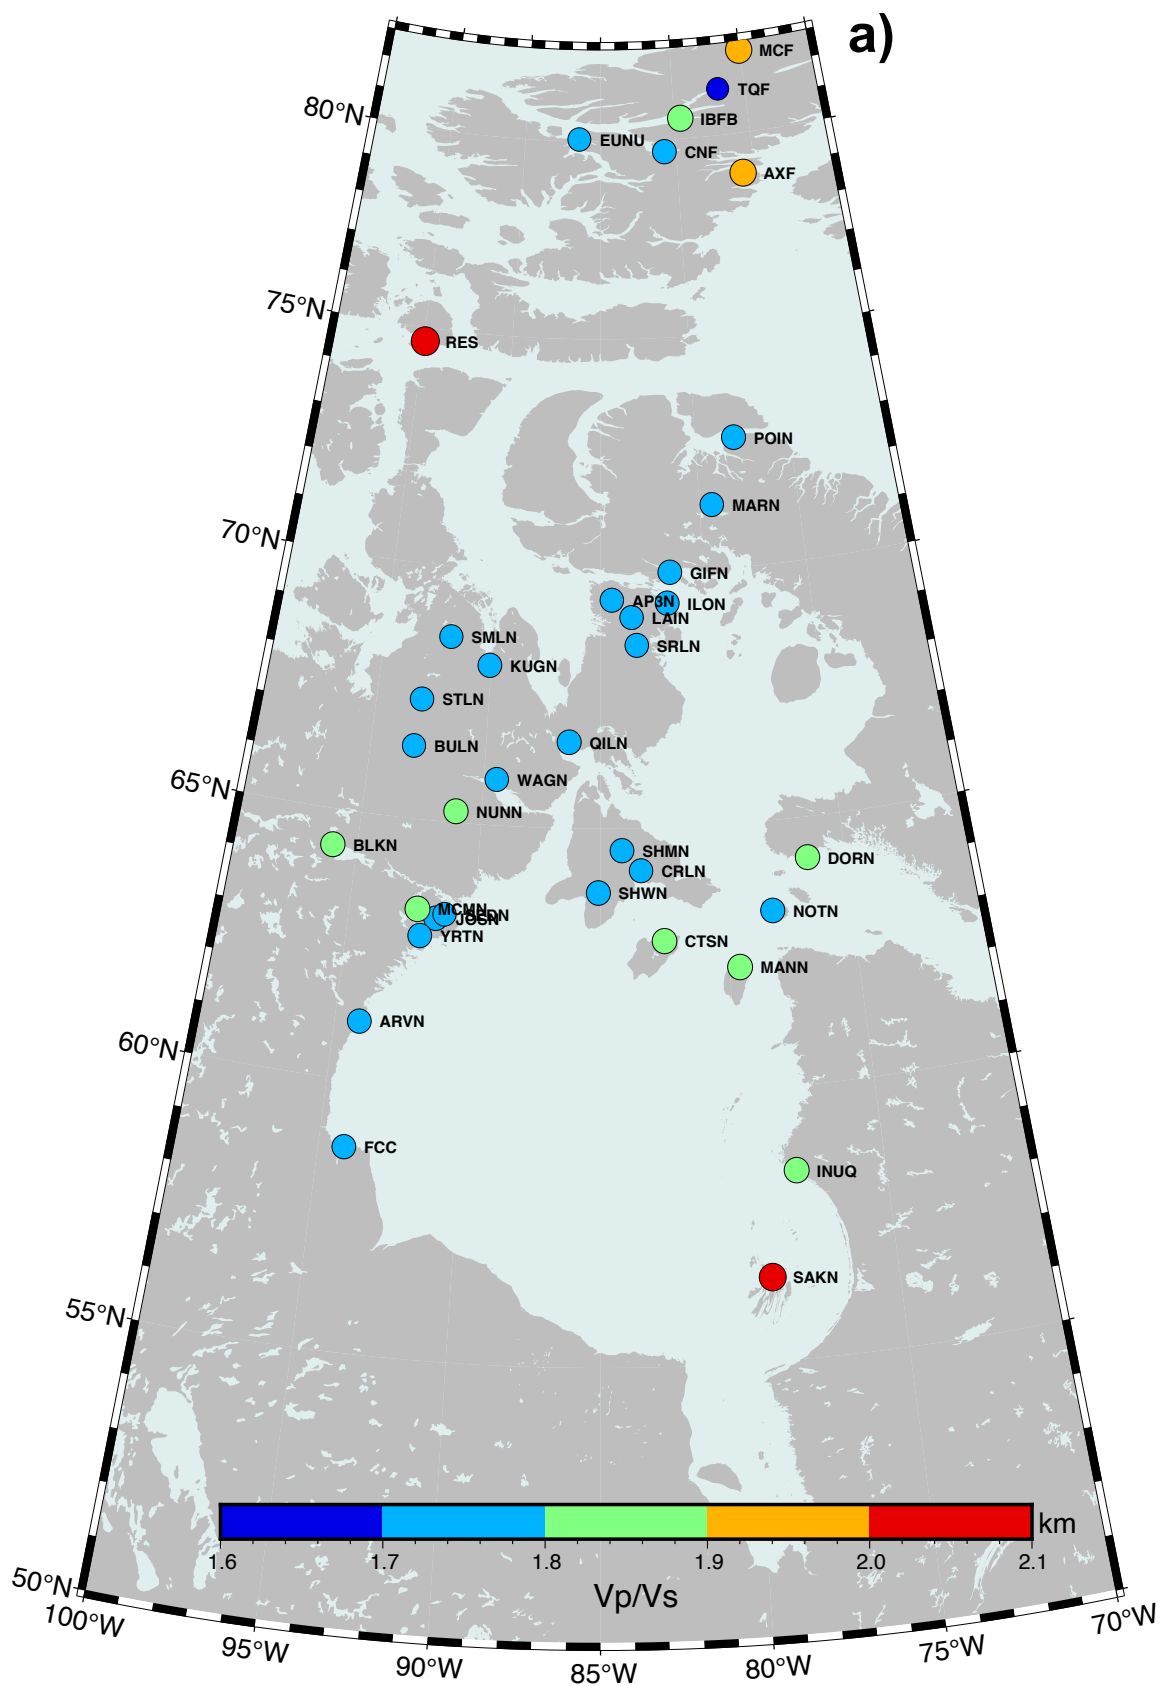 a)
MCF
TQF
80°N
IBFB
EUNU
CNF
AXF
75°N
RES
POIN
MARN
70°N
GIFN
AP3N
ILON
LAIN
SMLN
SRLN
KUGN
STLN
QILN
BULN
WAGN
65°N
NUNN
BLKN
SHMN
DORN
CRLN
SHWN
MCMN
NOTN
YRTN
CTSN
MANN
ARVN
60°N
FCC
INUQ
SAKN
55°N
km
1.6 1.7 1.8 1.9 2.0 2.1
Vp/Vs
50°N
100°W
95°W
90°W
85°W
80°W
75°W
70°W